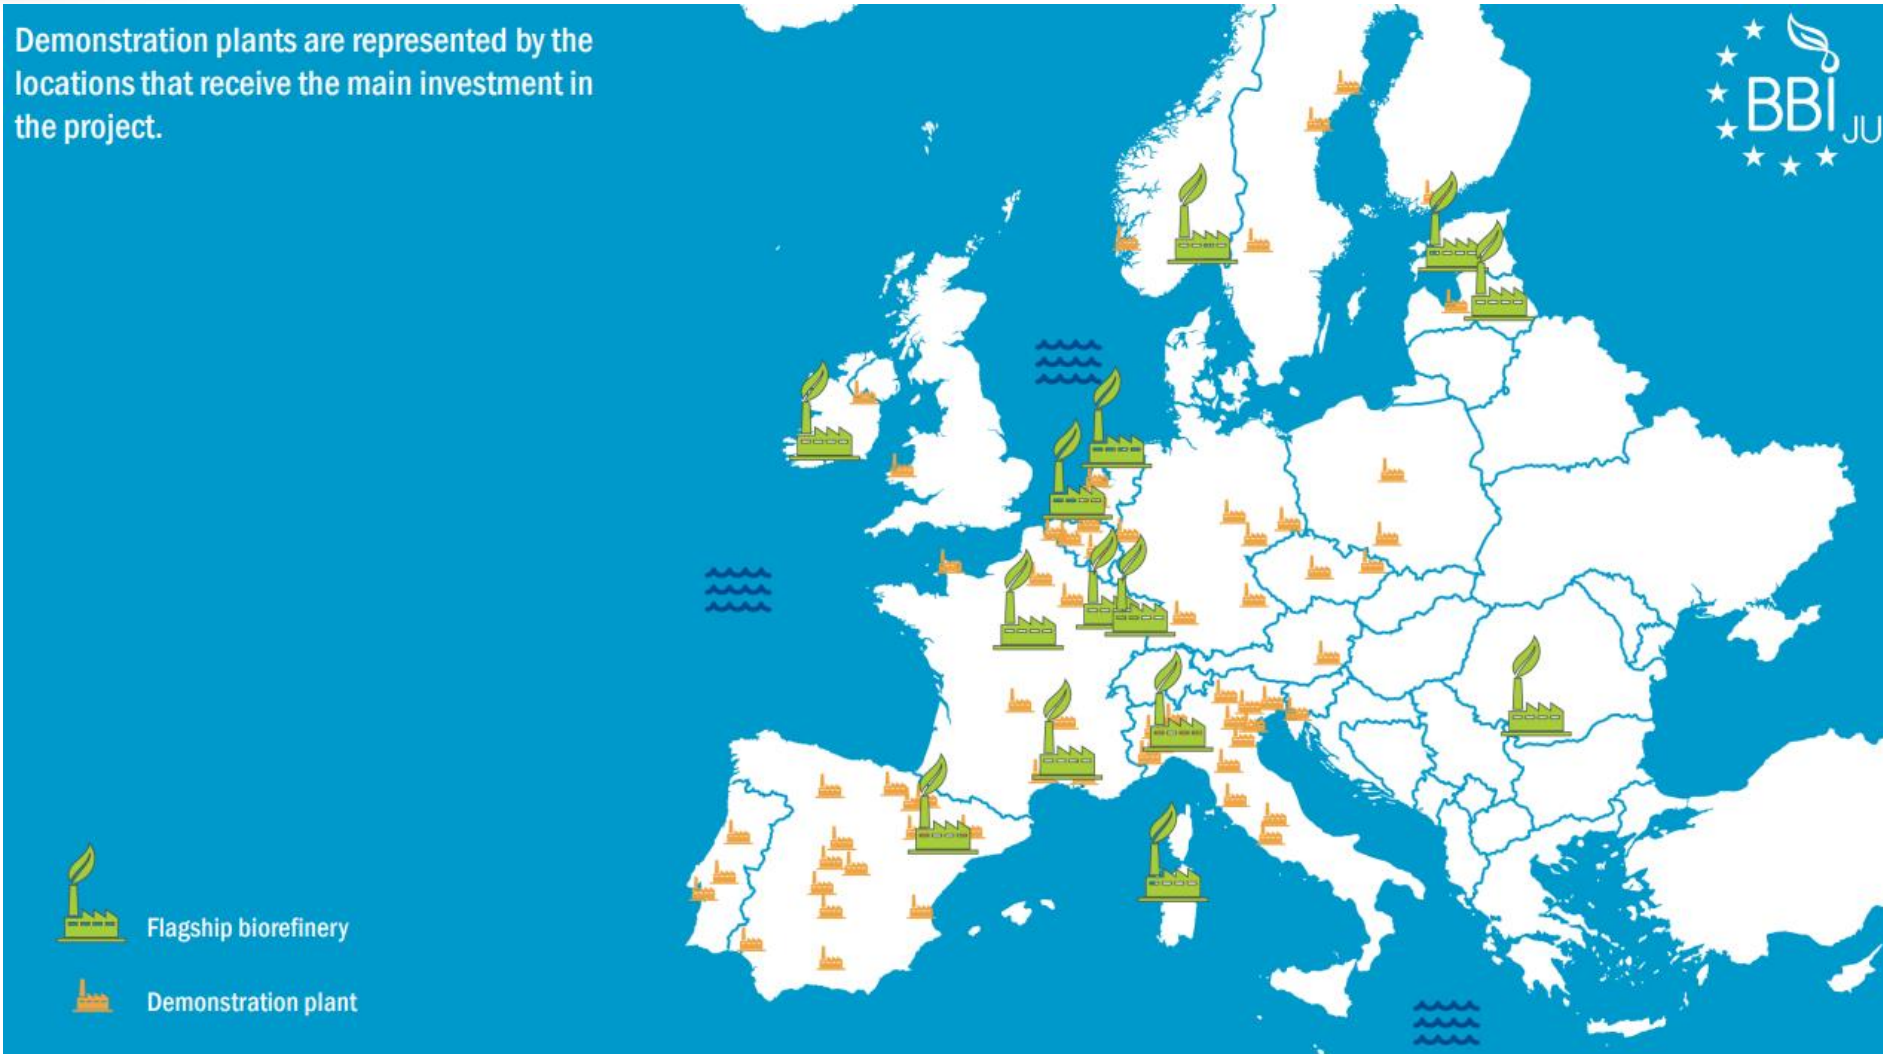 Demonstration plants are represented by the
locations that receive the main investment in
the project.
BBI JU
Flagship biorefinery
Demonstration plant